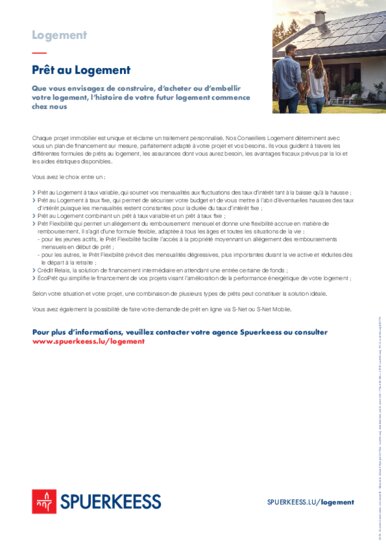 Logement
Prêt au Logement
Que vous envisagez de construire, d'acheter ou d'embellir
votre logement, l'histoire de votre futur logement commence
chez nous
Chaque projet immobilier est unique et réclame un traitement personnalisé. Nos Conseillers Logement déterminent avec
vous un plan de financement sur mesure, parfaitement adapté à votre projet et vos besoins. Ils vous guident à travers les
différentes formules de prêts au logement, les assurances dont vous aurez besoin, les avantages fiscaux prévus par la loi et
les aides étatiques disponibles.
Vous avez le choix entre un :
> Prêt au Logement à taux variable, qui soumet vos mensualités aux fluctuations des taux d'intérêt tant à la baisse qu'à la hausse ;
> Prêt au Logement à taux fixe, qui permet de sécuriser votre budget et de vous mettre à l'abri d'éventuelles hausses des taux
d'intérêt puisque les mensualités restent constantes pour la durée du taux d'intérêt fixe ;
> Prêt au Logement combinant un prêt à taux variable et un prêt à taux fixe ;
> Prêt Flexibilité qui permet un allègement du remboursement mensuel et donne une flexibilité accrue en matière de
remboursement. Il s'agit d'une formule flexible, adaptée à tous les âges et toutes les situations de la vie :
- pour les jeunes actifs, le Prêt Flexibilité facilite l'accès à la propriété moyennant un allègement des remboursements
mensuels en début de prêt ;
- pour les autres, le Prêt Flexibilité prévoit des mensualités dégressives, plus importantes durant la vie active et réduites dès
le départ à la retraite ;
> Crédit Relais, la solution de financement intermédiaire en attendant une entrée certaine de fonds ;
> ÉcoPrêt qui simplifie le financement de vos projets visant l'amélioration de la performance énergétique de votre logement ;
Selon votre situation et votre projet, une combinaison de plusieurs types de prêts peut constituer la solution idéale.
Vous avez également la possibilité de faire votre demande de prêt en ligne via S-Net ou S-Net Mobile.
Pour plus d'informations, veuillez contacter votre agence Spuerkeess ou consulter
www.spuerkeess.lu/logement
SPUERKEESS
SPUERKEESS.LU/logement